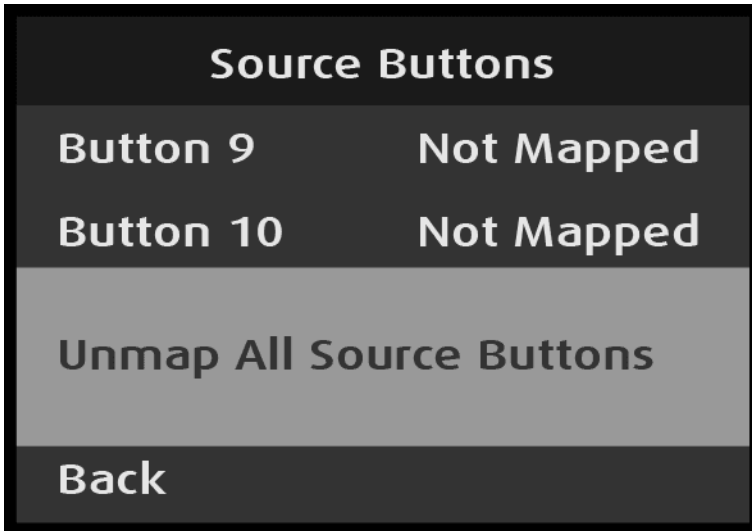 Source Buttons
Button 9 Not Mapped
Button 10 Not Mapped
Unmap All Source Buttons
Back